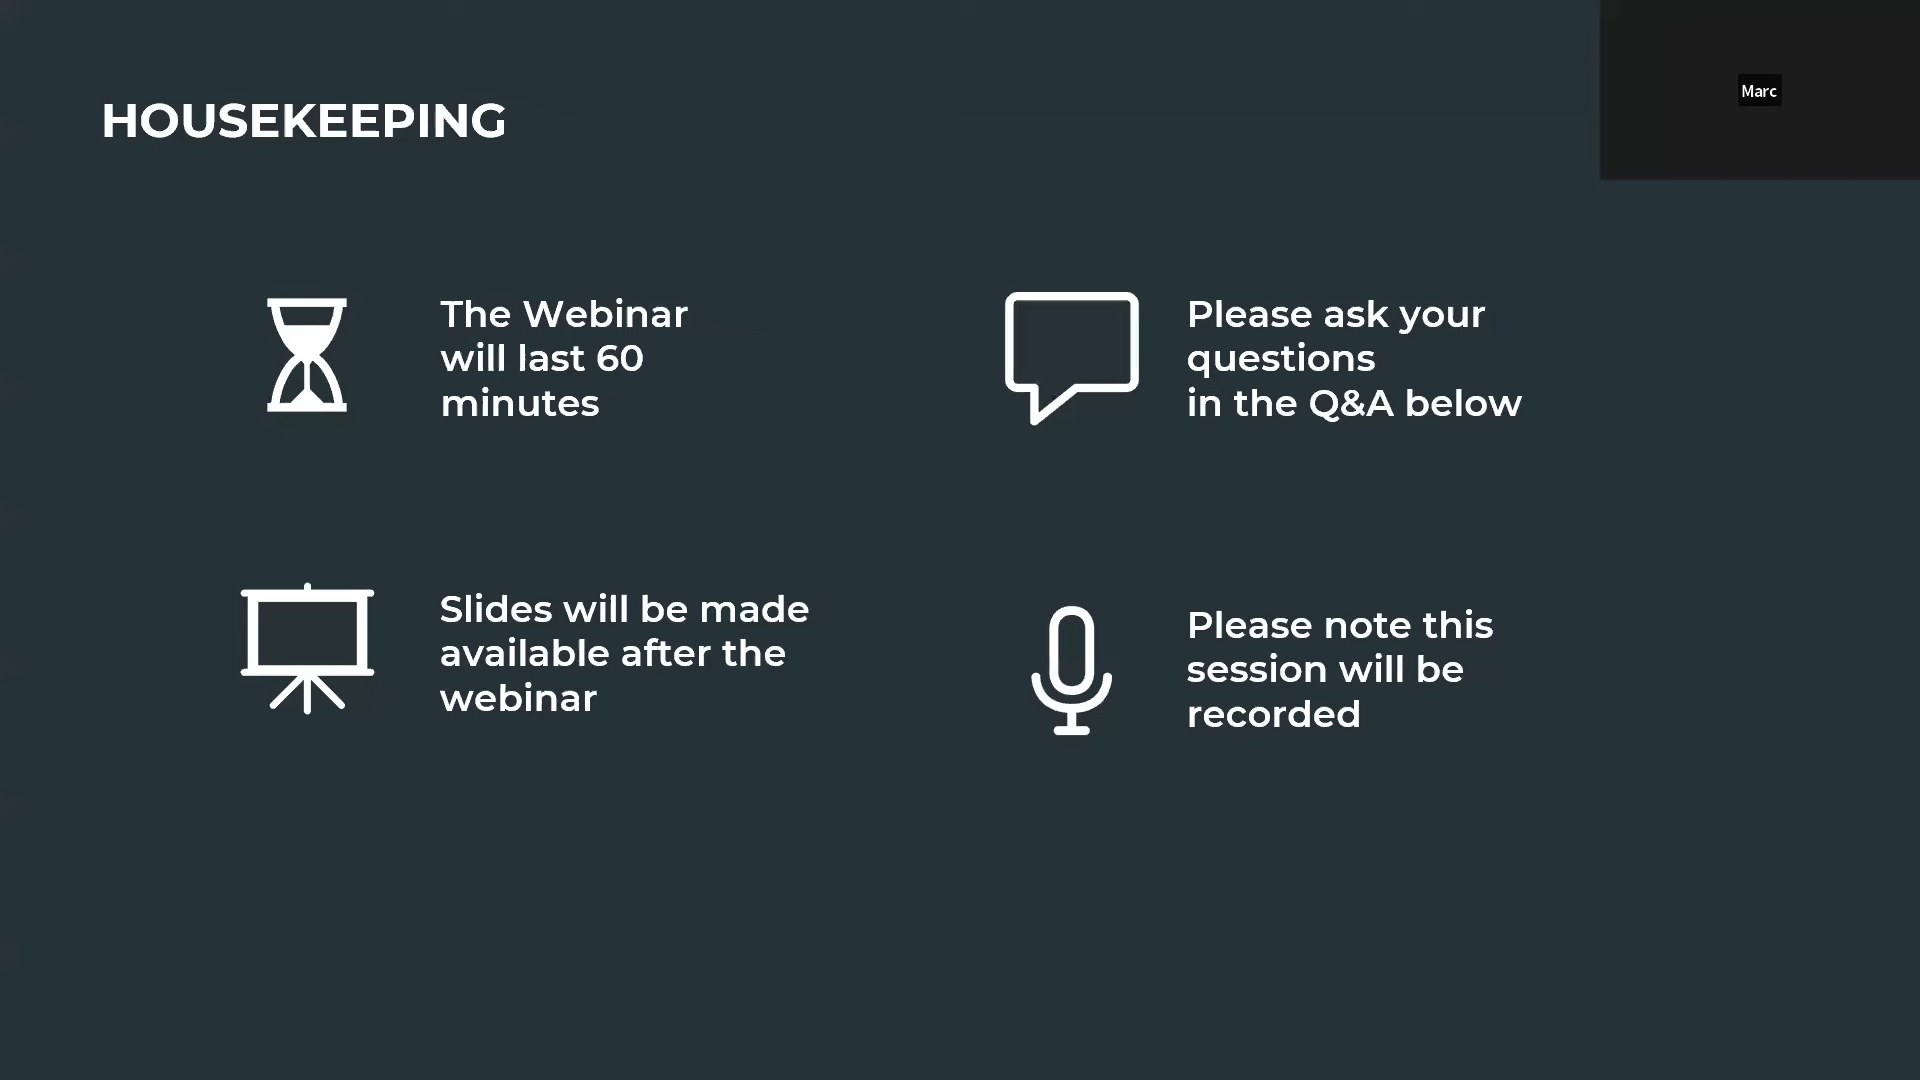 HOUSEKEEPING
Marc
The Webinar
will last 60
minutes
Please ask your
questions
in the Q&A below
Slides will be made
available after the
webinar
Please note this
session will be
recorded